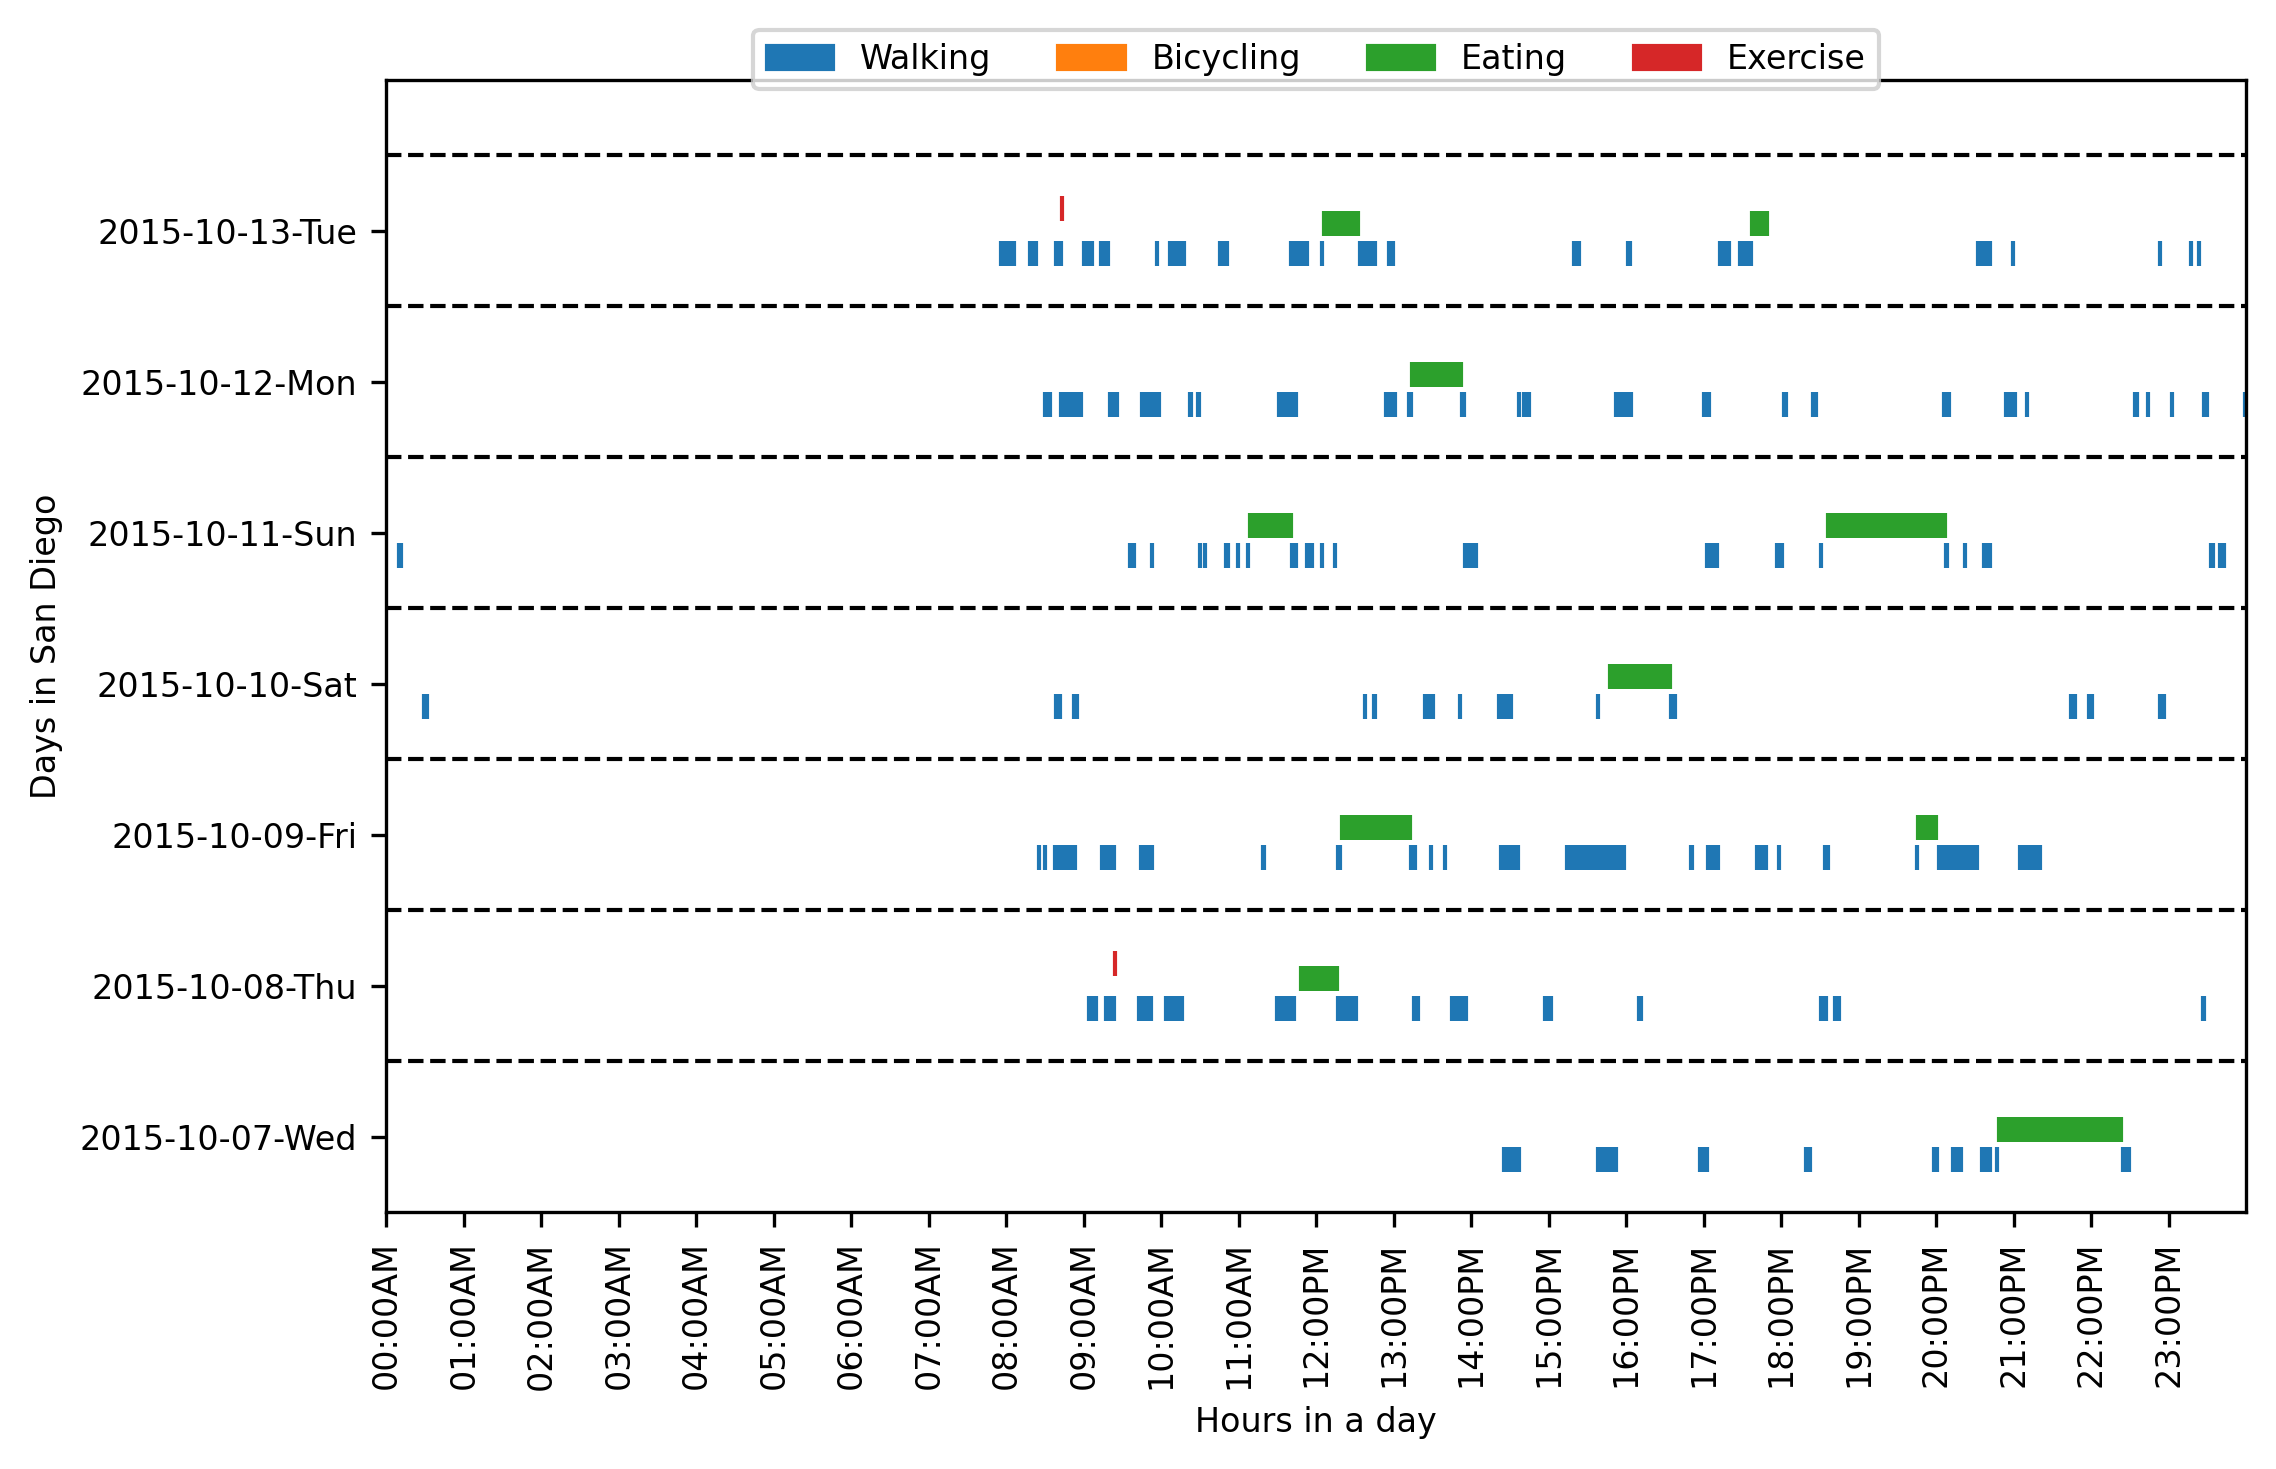 Walking Bicycling Eating Exercise
2015-10-13-Tue
2015-10-12-Mon
2015-10-11-Sun
2015-10-10-Sat
2015-10-09-Fri
2015-10-08-Thu
2015-10-07-Wed
Days in San Diego
00:00AM
01:00AM
02:00AM
03:00AM
04:00AM
05:00AM
06:00AM
07:00AM
08:00AM
09:00AM
10:00AM
11:00AM
12:00PM
13:00PM
14:00PM
15:00PM
16:00PM
17:00PM
18:00PM
19:00PM
20:00PM
21:00PM
22:00PM
23:00PM
Hours in a day